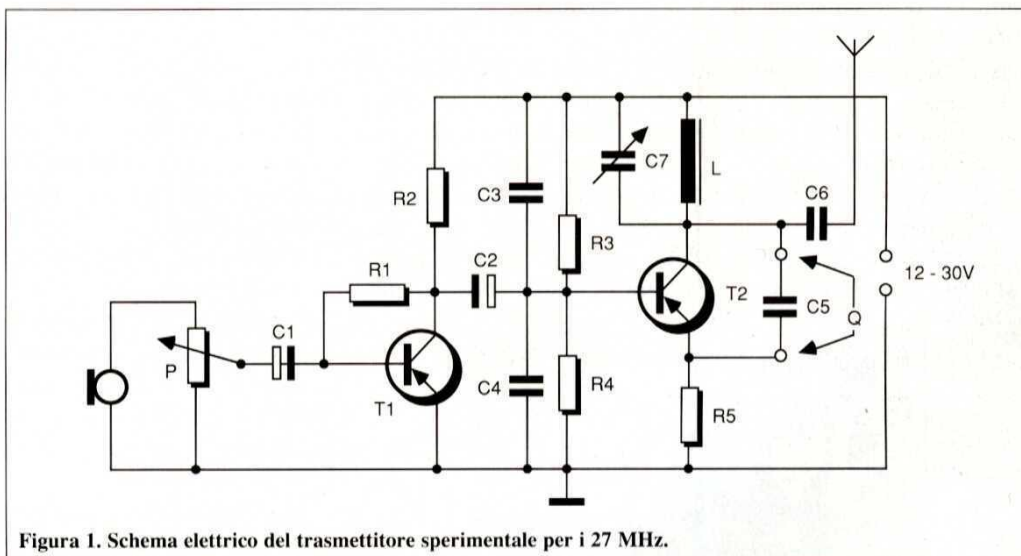 C7
L
C6
R2
C3
R3
12 - 30V
R1
C2
T2
C5
Q
C1
P
T1
C4
R4
R5
Figura 1. Schema elettrico del trasmettitore sperimentale per i 27 MHz.